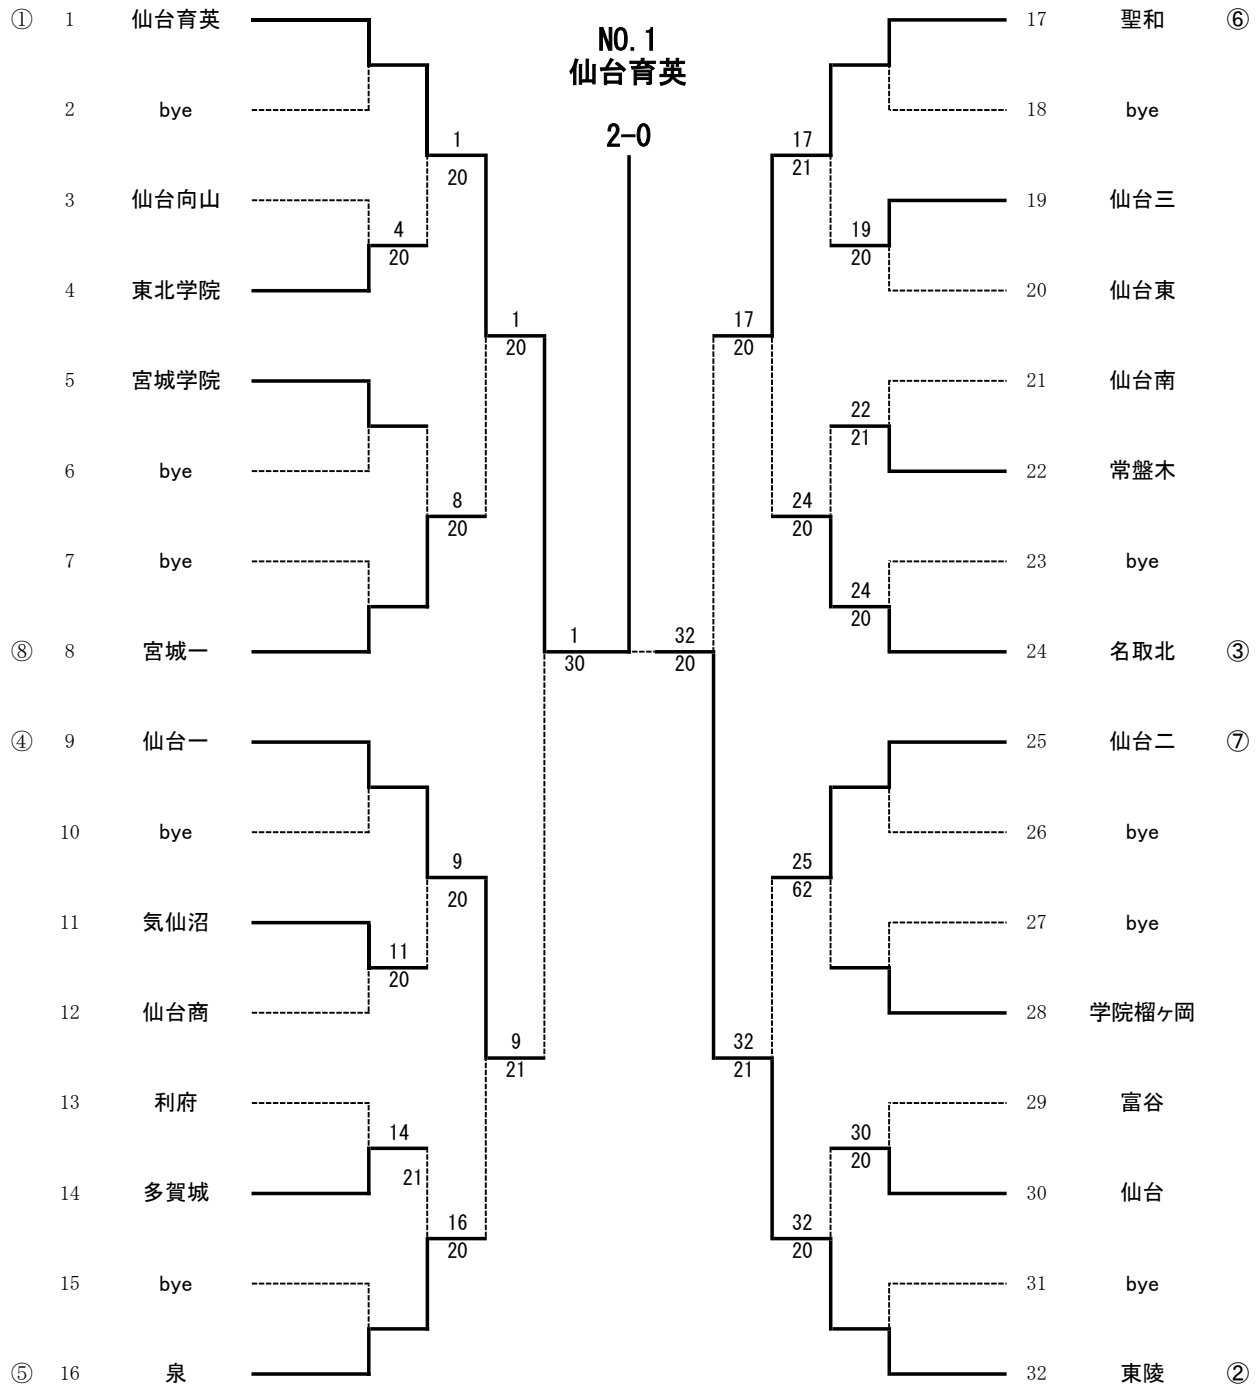 NO.1
仙台育英
2-0
① 1 仙台育英
2 bye
1
20
3 仙台向山
4
20
4 東北学院
1
20
5 宮城学院
6 bye
8
20
7 bye
⑧ 8 宮城一
1
30
④ 9 仙台一
10 bye
9
20
11 気仙沼
11
20
12 仙台商
9
21
13 利府
14
21
14 多賀城
16
20
15 bye
⑤ 16 泉
17 聖和 ⑥
18 bye
17
21
19 仙台三
19
20
20 仙台東
17
20
21 仙台南
22
21
22 常盤木
24
20
23 bye
24
20
24 名取北 ③
32
20
25 仙台二 ⑦
26 bye
25
62
27 bye
28 学院榴ヶ岡
32
21
29 富谷
30
20
30 仙台
32
20
31 bye
32 東陵 ②